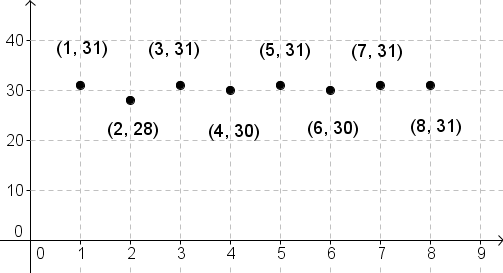 40
(1, 31) (3, 31) (5, 31) (7, 31)
30
(2, 28) (4, 30) (6, 30) (8, 31)
20
10
0
0 1 2 3 4 5 6 7 8 9